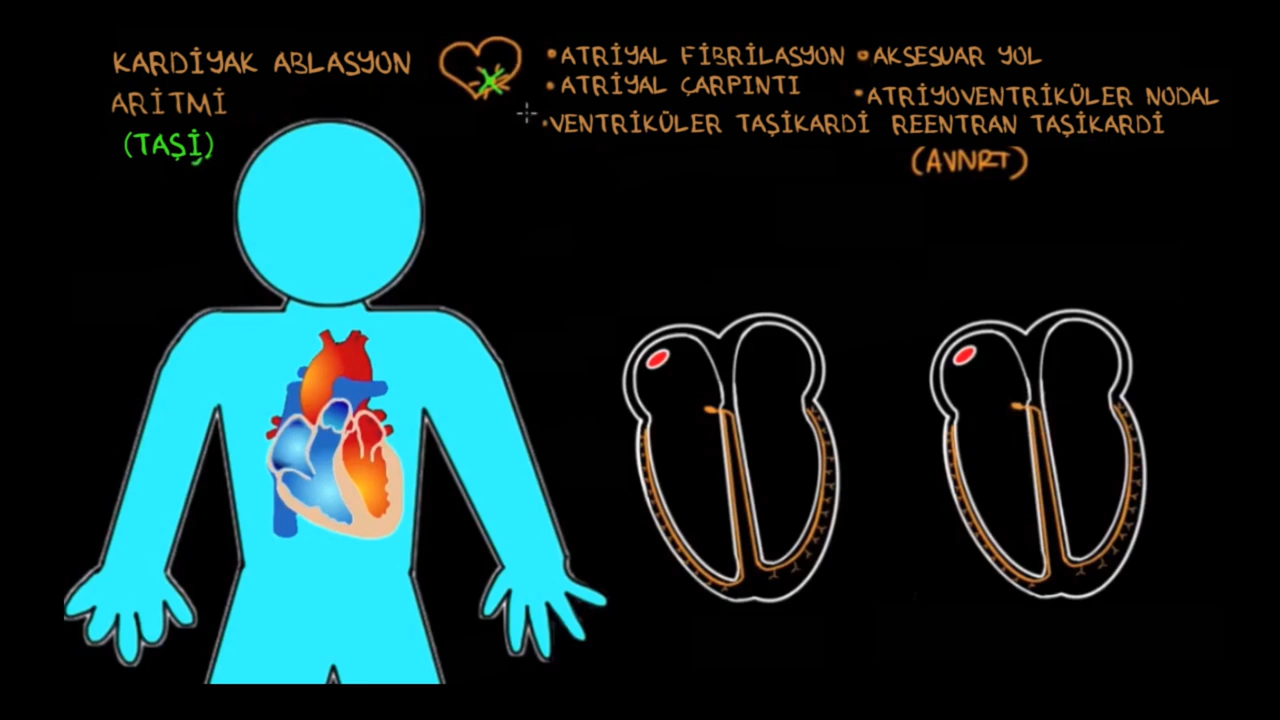 KARDİYAK ABLASYON
ARİTMİ
(TAŞİ)
• ATRİYAL FİBRİLASYON
• ATRİYAL ÇARPINTI
• VENTRİKÜLER TAŞİKARDİ
• AKSESUAR YOL
• ATRİYOVENTRİKÜLER NODAL
REENTRAN TAŞİKARDİ
(AVNRT)